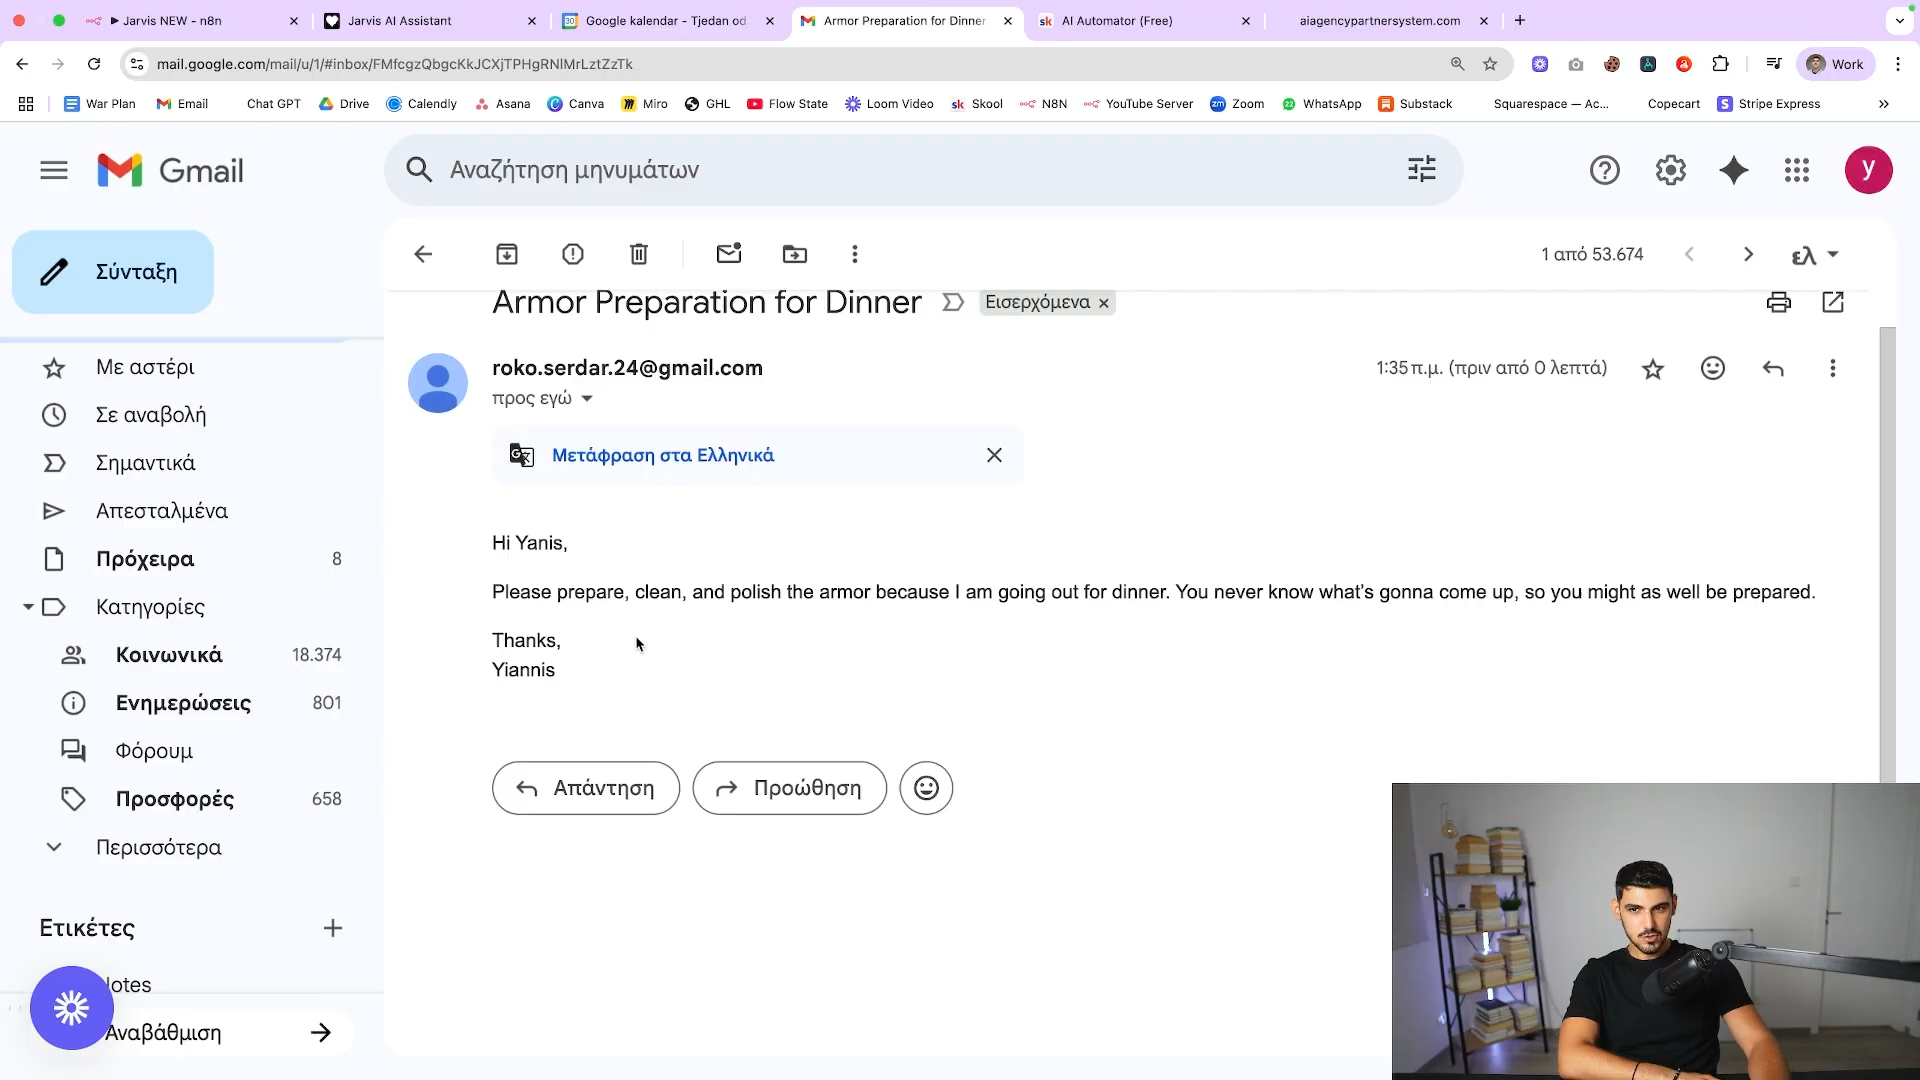 Jarvis NEW - n8n
Jarvis AI Assistant
Google kalendar - Tjedan od
Armor Preparation for Dinner
AI Automator (Free)
aiagencypartnersystem.com
mail.google.com/mail/u/1/#inbox/FMfcgzQbgcKkJCXjTPHgRNlMrLztZzTk
Work
War Plan
Email
Chat GPT
Drive
Calendly
Asana
Canva
Miro
GHL
Flow State
Loom Video
Skool
N8N
YouTube Server
Zoom
WhatsApp
Substack
Squarespace — Ac...
Copecart
Stripe Express
Gmail
Αναζήτηση μηνυμάτων
y
Σύνταξη
1 από 53.674
ελ
Με αστέρι
Σε αναβολή
Σημαντικά
Απεσταλμένα
Πρόχειρα 8
Κατηγορίες
Κοινωνικά 18.374
Ενημερώσεις 801
Φόρουμ
Προσφορές 658
Περισσότερα
Ετικέτες
lotes
Αναβάθμιση
Armor Preparation for Dinner
Εισερχόμενα
roko.serdar.24@gmail.com
1:35 π.μ. (πριν από 0 λεπτά)
προς εγώ
Μετάφραση στα Ελληνικά
Hi Yanis,
Please prepare, clean, and polish the armor because I am going out for dinner. You never know what's gonna come up, so you might as well be prepared.
Thanks,
Yiannis
Απάντηση
Προώθηση